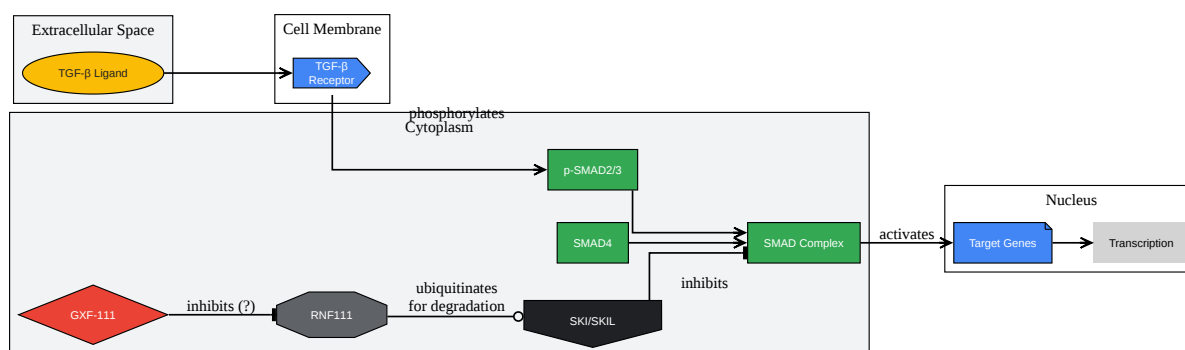 Extracellular Space
TGF-β Ligand
Cell Membrane
TGF-β
Receptor
phosphorylates
Cytoplasm
p-SMAD2/3
SMAD4
SMAD Complex
activates
Nucleus
Target Genes
Transcription
inhibits
GXF-111
inhibits (?)
RNF111
ubiquitinates
for degradation
SKI/SKIL